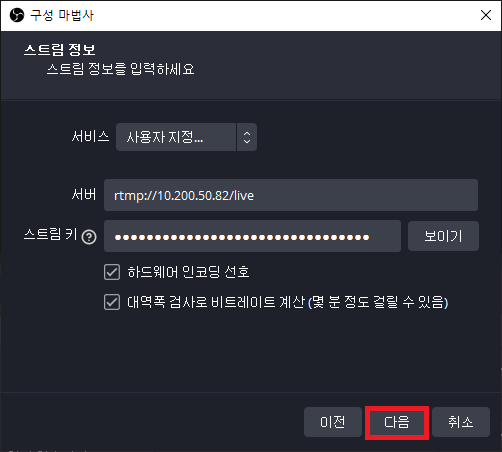 구성 마법사
스트림 정보
스트림 정보를 입력하세요
서비스 사용자 지정...
서버 rtmp://10.200.50.82/live
스트림 키 ●●●●●●●●●●●●●●●●●●●●●●●●●●●●●●●● 보이기
하드웨어 인코딩 선호
대역폭 검사로 비트레이트 계산 (몇 분 정도 걸릴 수 있음)
이전 다음 취소